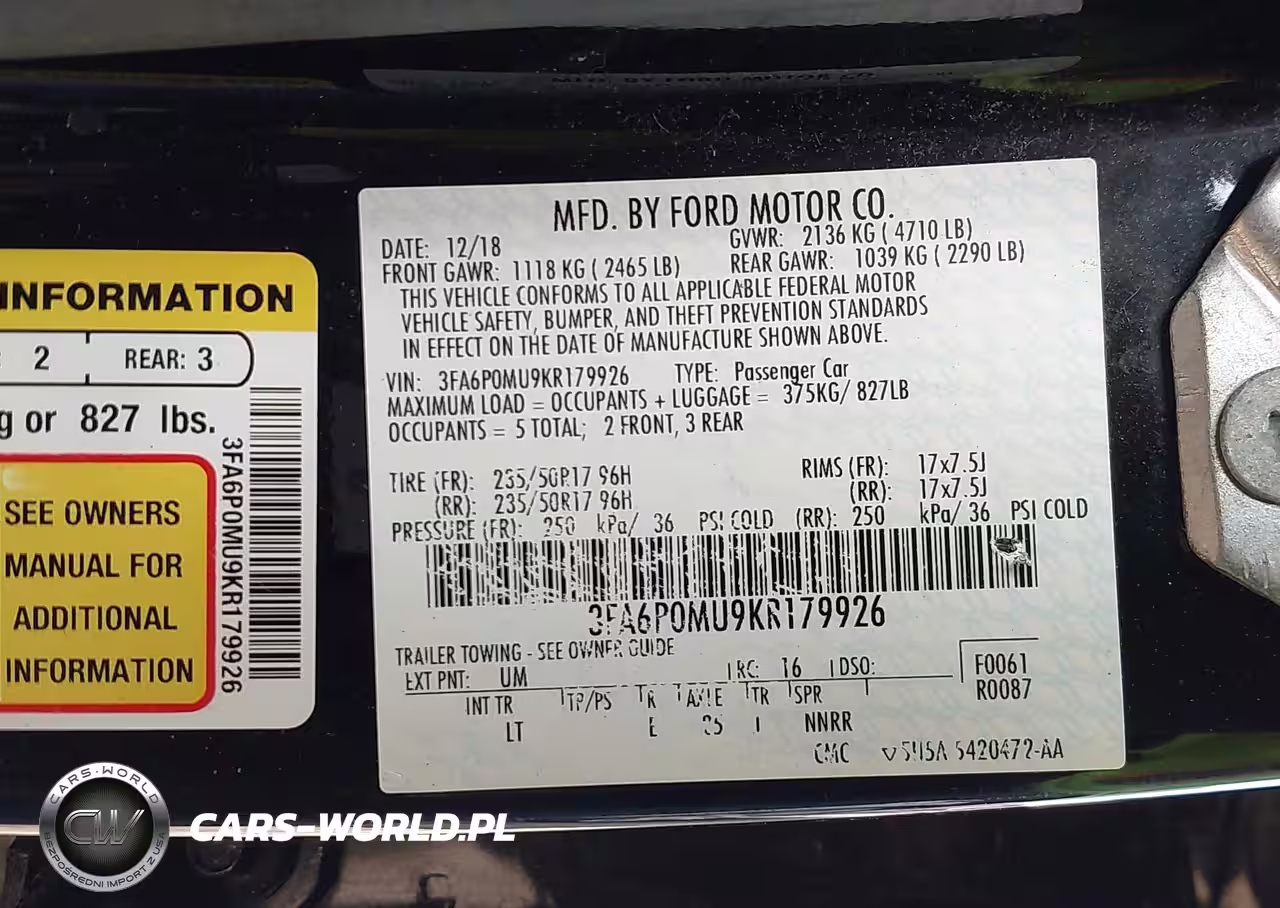 INFORMATION
2 REAR: 3
g or 827 lbs.
SEE OWNERS
MANUAL FOR
ADDITIONAL
INFORMATION
3FA6P0MU9KR179926
MFD. BY FORD MOTOR CO.
DATE: 12/18 GVWR: 2136 KG ( 4710 LB)
FRONT GAWR: 1118 KG ( 2465 LB) REAR GAWR: 1039 KG ( 2290 LB)
THIS VEHICLE CONFORMS TO ALL APPLICABLE FEDERAL MOTOR
VEHICLE SAFETY, BUMPER, AND THEFT PREVENTION STANDARDS
IN EFFECT ON THE DATE OF MANUFACTURE SHOWN ABOVE.
VIN: 3FA6P0MU9KR179926 TYPE: Passenger Car
MAXIMUM LOAD = OCCUPANTS + LUGGAGE = 375KG/ 827LB
OCCUPANTS = 5 TOTAL; 2 FRONT, 3 REAR
TIRE (FR): 235/50R17 96H RIMS (FR): 17x7.5J
(RR): 235/50R17 96H (RR): 17x7.5J
PRESSURE (FR): 250 kPa/ 36 PSI COLD (RR): 250 kPa/ 36 PSI COLD
3FA6P0MU9KR179926
TRAILER TOWING - SEE OWNER GUIDE
EXT PNT: UM RC: 16 DSO: F0061
R0087
INT TR TP/PS R AXLE TR SPR
LT E NNRR
CMC
CARS-WORLD
CW
BEZPOŚREDNI IMPORT Z USA
CARS-WORLD.PL